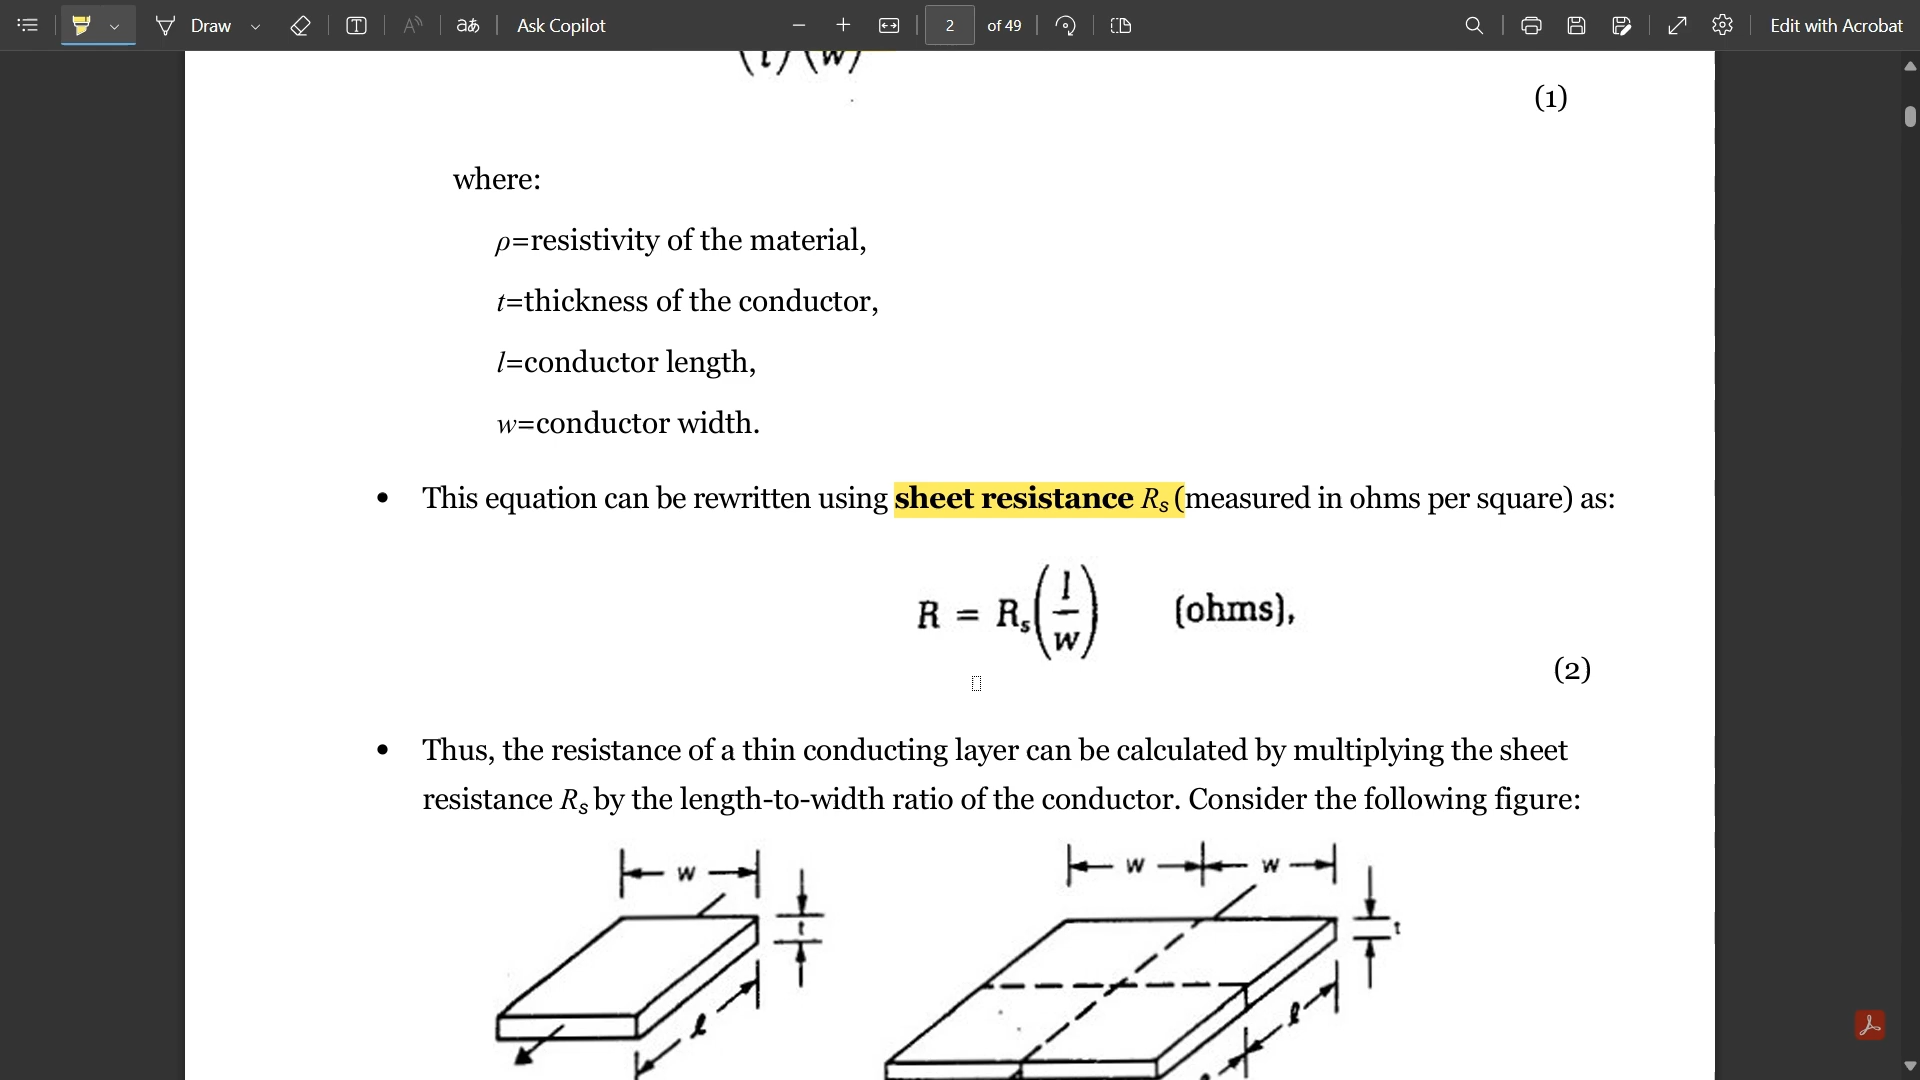 Draw
aあ
Ask Copilot
2
of 49
Edit with Acrobat
(t) (w)
(1)
where:
ρ=resistivity of the material,
t=thickness of the conductor,
l=conductor length,
w=conductor width.
• This equation can be rewritten using sheet resistance Rs (measured in ohms per square) as:
R = Rs(l/w) (ohms),
(2)
• Thus, the resistance of a thin conducting layer can be calculated by multiplying the sheet
resistance Rs by the length-to-width ratio of the conductor. Consider the following figure:
w
w
w
t
t
l
l